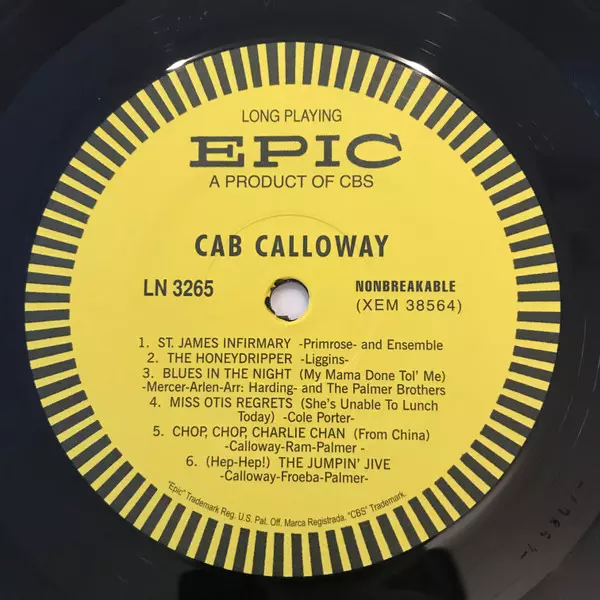 LONG PLAYING
EPIC
A PRODUCT OF CBS
CAB CALLOWAY
LN 3265 NONBREAKABLE
(XEM 38564)
1. ST. JAMES INFIRMARY -Primrose- and Ensemble
2. THE HONEYDRIPPER -Liggins-
3. BLUES IN THE NIGHT (My Mama Done Tol' Me)
-Mercer-Arlen-Arr: Harding- and The Palmer Brothers
4. MISS OTIS REGRETS (She's Unable To Lunch
Today) -Cole Porter-
5. CHOP, CHOP, CHARLIE CHAN (From China)
-Calloway-Ram-Palmer -
6. (Hep-Hep!) THE JUMPIN' JIVE
-Calloway-Froeba-Palmer-
"Epic" Trademark Reg. U.S. Pal. Off. Marca Registrada. "CBS" Trademark.